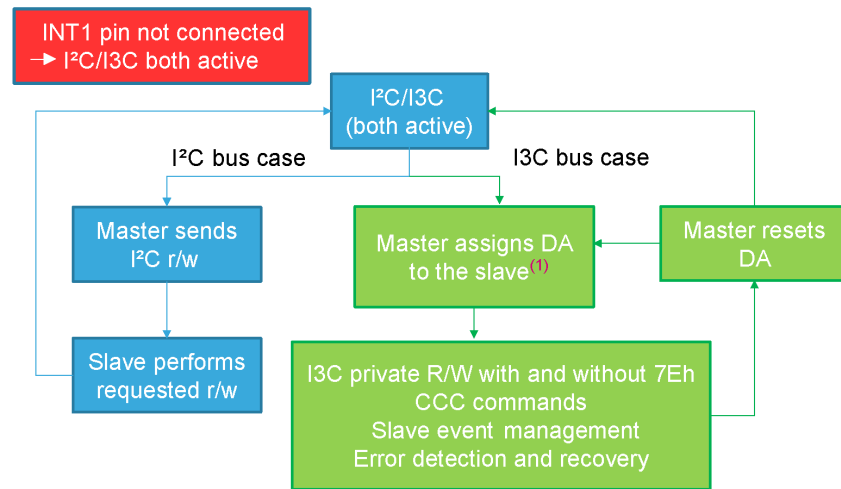 INT1 pin not connected
→ I²C/I3C both active
I²C/I3C
(both active)
I²C bus case
I3C bus case
Master sends
I²C r/w
Master assigns DA
to the slave(1)
Master resets
DA
Slave performs
requested r/w
I3C private R/W with and without 7Eh
CCC commands
Slave event management
Error detection and recovery